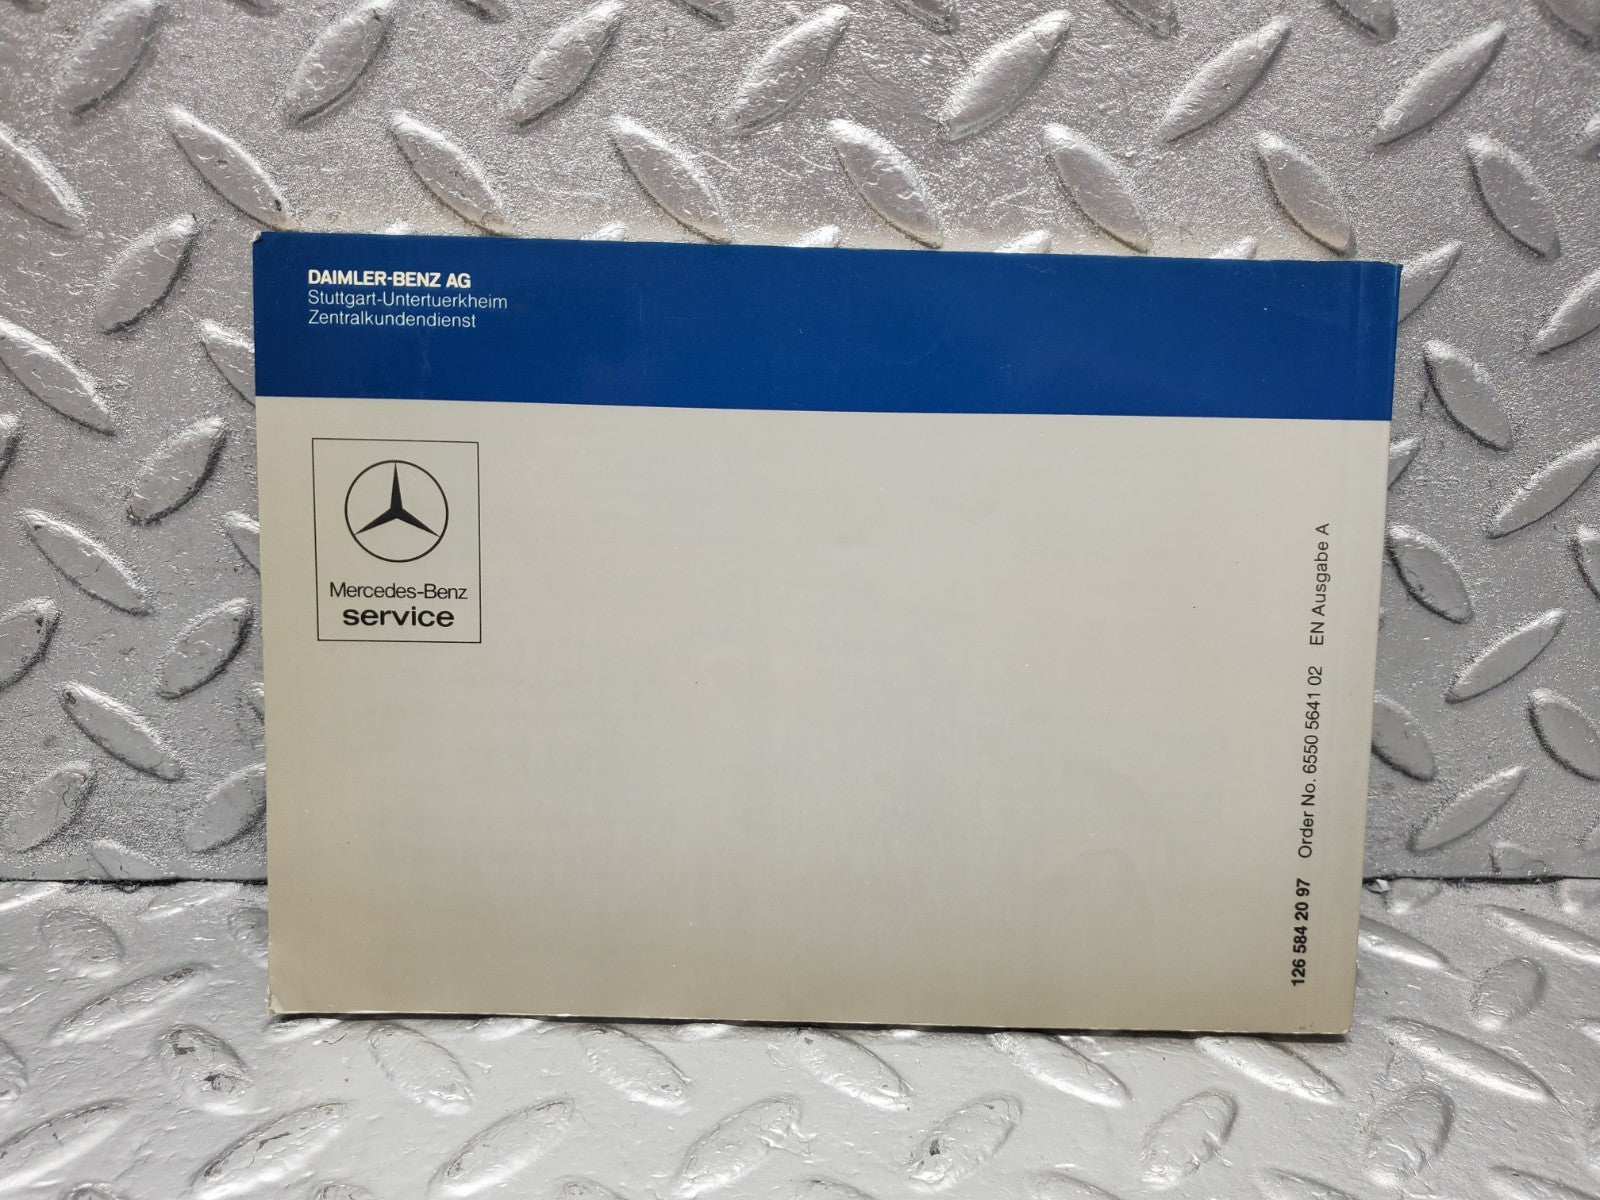 DAIMLER-BENZ AG
Stuttgart-Untertuerkheim
Zentralkundendienst
Mercedes-Benz
service
126 584 20 97 Order No. 6550 5641 02 EN Ausgabe A